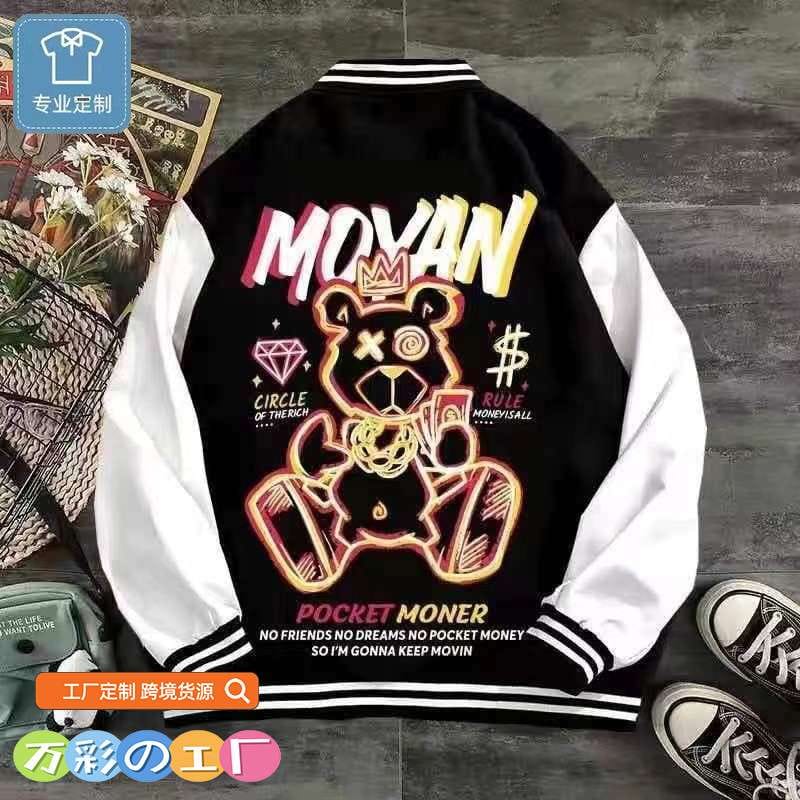 专业定制
MOYAN
CIRCLE
OF THERICH
$
RULE
MONEYISALL
POCKET MONER
NO FRIENDS NO DREAMS NO POCKET MONEY
SO I'M GONNA KEEP MOVIN
THE LIFE
WANT TOLIVE
工厂定制 跨境货源
万彩の工厂